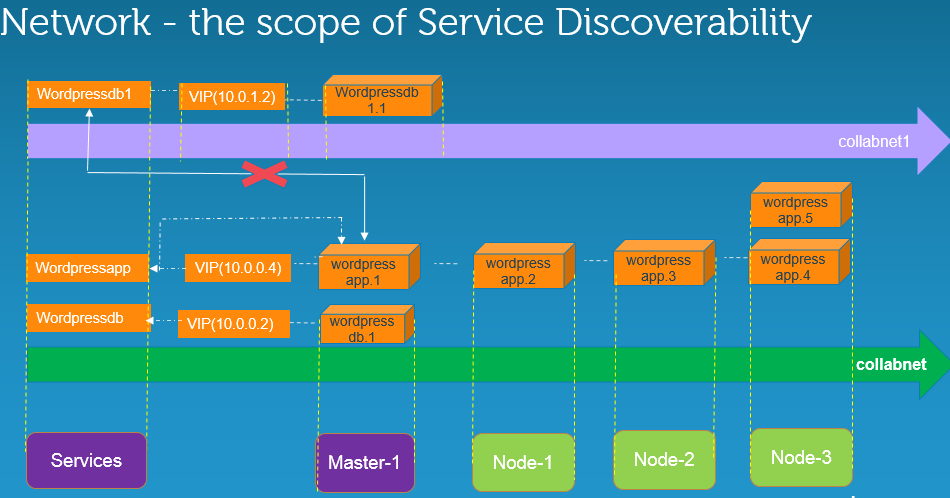 Network - the scope of Service Discoverability
Wordpressdb1
VIP(10.0.1.2)
Wordpressdb
1.1
collabnet1
wordpress
app.5
Wordpressapp
VIP(10.0.0.4)
wordpress
app.1
wordpress
app.2
wordpress
app.3
wordpress
app.4
Wordpressdb
VIP(10.0.0.2)
wordpress
db.1
collabnet
Services
Master-1
Node-1
Node-2
Node-3